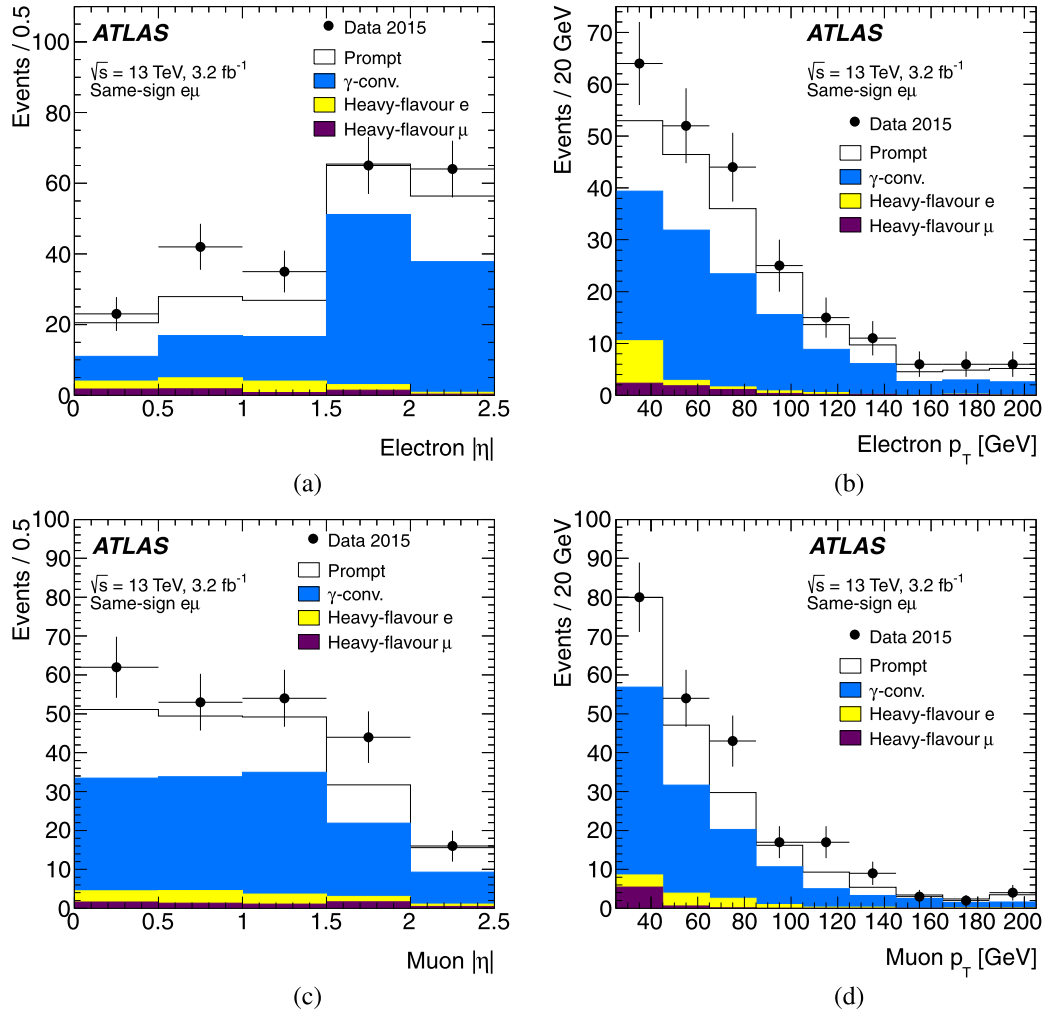 ATLAS
√s = 13 TeV, 3.2 fb⁻¹
Same-sign eμ
Data 2015
Prompt
γ-conv.
Heavy-flavour e
Heavy-flavour μ
Events / 0.5
100
80
60
40
20
0
0 0.5 1 1.5 2 2.5
Electron |η|
(a)
ATLAS
√s = 13 TeV, 3.2 fb⁻¹
Same-sign eμ
Data 2015
Prompt
γ-conv.
Heavy-flavour e
Heavy-flavour μ
Events / 20 GeV
70
60
50
40
30
20
10
0
40 60 80 100 120 140 160 180 200
Electron p_T [GeV]
(b)
ATLAS
√s = 13 TeV, 3.2 fb⁻¹
Same-sign eμ
Data 2015
Prompt
γ-conv.
Heavy-flavour e
Heavy-flavour μ
Events / 0.5
100
90
80
70
60
50
40
30
20
10
0
0 0.5 1 1.5 2 2.5
Muon |η|
(c)
ATLAS
√s = 13 TeV, 3.2 fb⁻¹
Same-sign eμ
Data 2015
Prompt
γ-conv.
Heavy-flavour e
Heavy-flavour μ
Events / 20 GeV
100
90
80
70
60
50
40
30
20
10
0
40 60 80 100 120 140 160 180 200
Muon p_T [GeV]
(d)